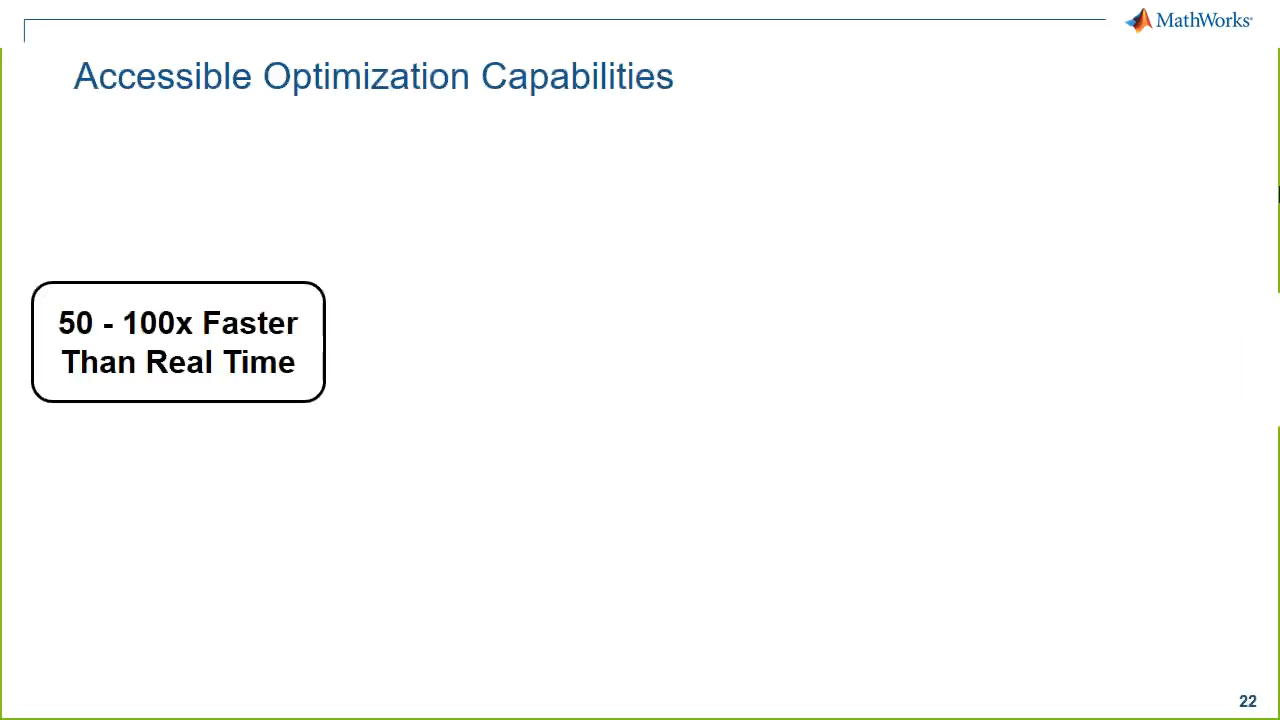 MathWorks
Accessible Optimization Capabilities
50 - 100x Faster
Than Real Time
22